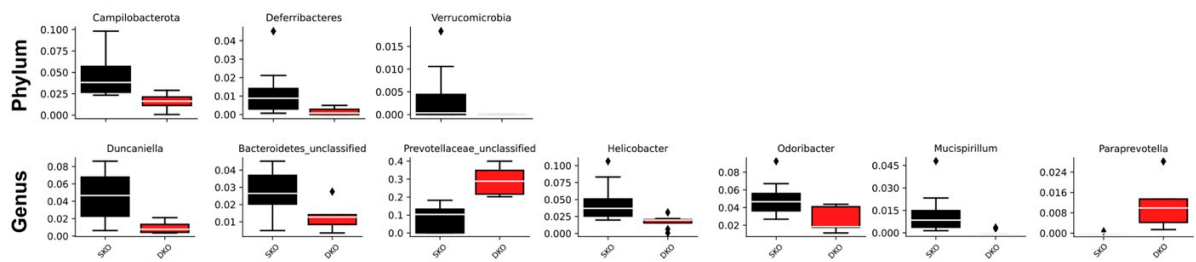 Phylum
Campilobacterota Deferribacteres Verrucomicrobia
0.100 0.075 0.050 0.025 0.000
0.04 0.03 0.02 0.01 0.00
0.015 0.010 0.005 0.000
Genus
Duncaniella Bacteroidetes_unclassified Prevotellaceae_unclassified Helicobacter Odoribacter Mucispirillum Paraprevotella
0.08 0.06 0.04 0.02 0.00
0.04 0.03 0.02 0.01
0.4 0.3 0.2 0.1 0.0
0.100 0.075 0.050 0.025 0.000
0.08 0.06 0.04 0.02
0.045 0.030 0.015 0.000
0.024 0.016 0.008 0.000
SKO DKO SKO DKO SKO DKO SKO DKO SKO DKO SKO DKO SKO DKO